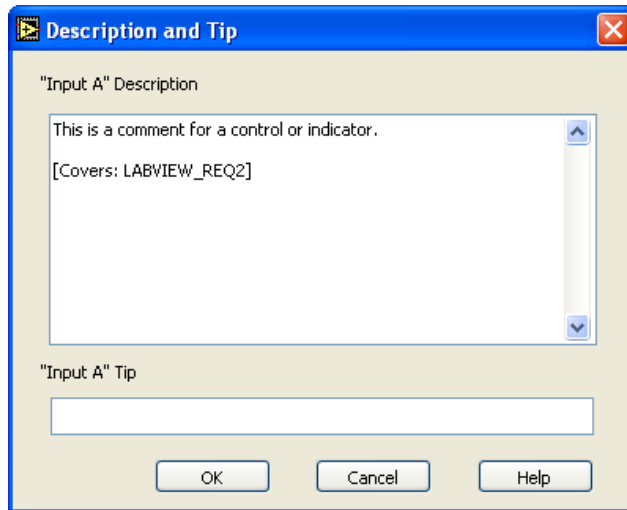 Description and Tip
"Input A" Description
This is a comment for a control or indicator.
[Covers: LABVIEW_REQ2]
"Input A" Tip
OK
Cancel
Help